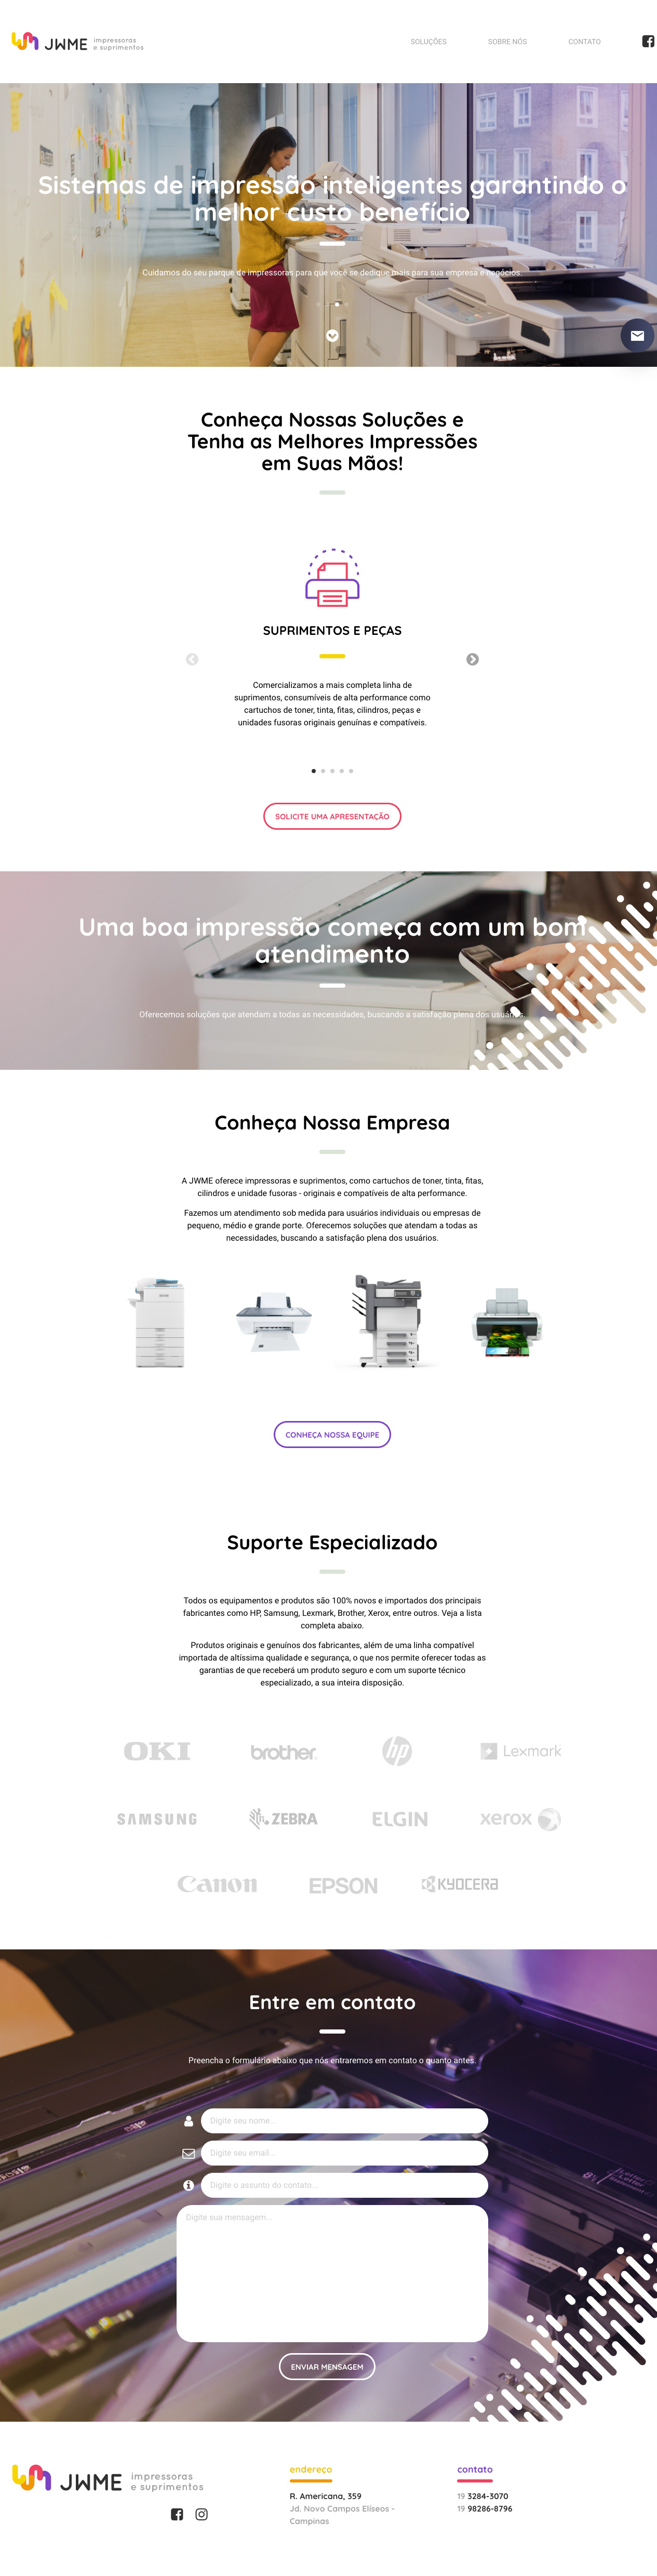 JWME impressoras
e suprimentos
SOLUÇÕES
SOBRE NÓS
CONTATO
Sistemas de impressão inteligentes garantindo o
melhor custo benefício
Cuidamos do seu parque de impressoras para que você se dedique mais para sua empresa e negócios.
Conheça Nossas Soluções e
Tenha as Melhores Impressões
em Suas Mãos!
SUPRIMENTOS E PEÇAS
Comercializamos a mais completa linha de
suprimentos, consumíveis de alta performance como
cartuchos de toner, tinta, fitas, cilindros, peças e
unidades fusoras originais genuínas e compatíveis.
SOLICITE UMA APRESENTAÇÃO
Uma boa impressão começa com um bom
atendimento
Oferecemos soluções que atendam a todas as necessidades, buscando a satisfação plena dos usuários.
Conheça Nossa Empresa
A JWME oferece impressoras e suprimentos, como cartuchos de toner, tinta, fitas,
cilindros e unidade fusoras - originais e compatíveis de alta performance.
Fazemos um atendimento sob medida para usuários individuais ou empresas de
pequeno, médio e grande porte. Oferecemos soluções que atendam a todas as
necessidades, buscando a satisfação plena dos usuários.
CONHEÇA NOSSA EQUIPE
Suporte Especializado
Todos os equipamentos e produtos são 100% novos e importados dos principais
fabricantes como HP, Samsung, Lexmark, Brother, Xerox, entre outros. Veja a lista
completa abaixo.
Produtos originais e genuínos dos fabricantes, além de uma linha compatível
importada de altíssima qualidade e segurança, o que nos permite oferecer todas as
garantias de que receberá um produto seguro e com um suporte técnico
especializado, a sua inteira disposição.
OKI
brother
hp
Lexmark
SAMSUNG
ZEBRA
ELGIN
xerox
Canon
EPSON
KYOCERA
Entre em contato
Preencha o formulário abaixo que nós entraremos em contato o quanto antes.
Digite seu nome...
Digite seu email...
Digite o assunto do contato...
Digite sua mensagem...
ENVIAR MENSAGEM
JWME impressoras
e suprimentos
endereço
R. Americana, 359
Jd. Novo Campos Elíseos -
Campinas
contato
19 3284-3070
19 98286-8796